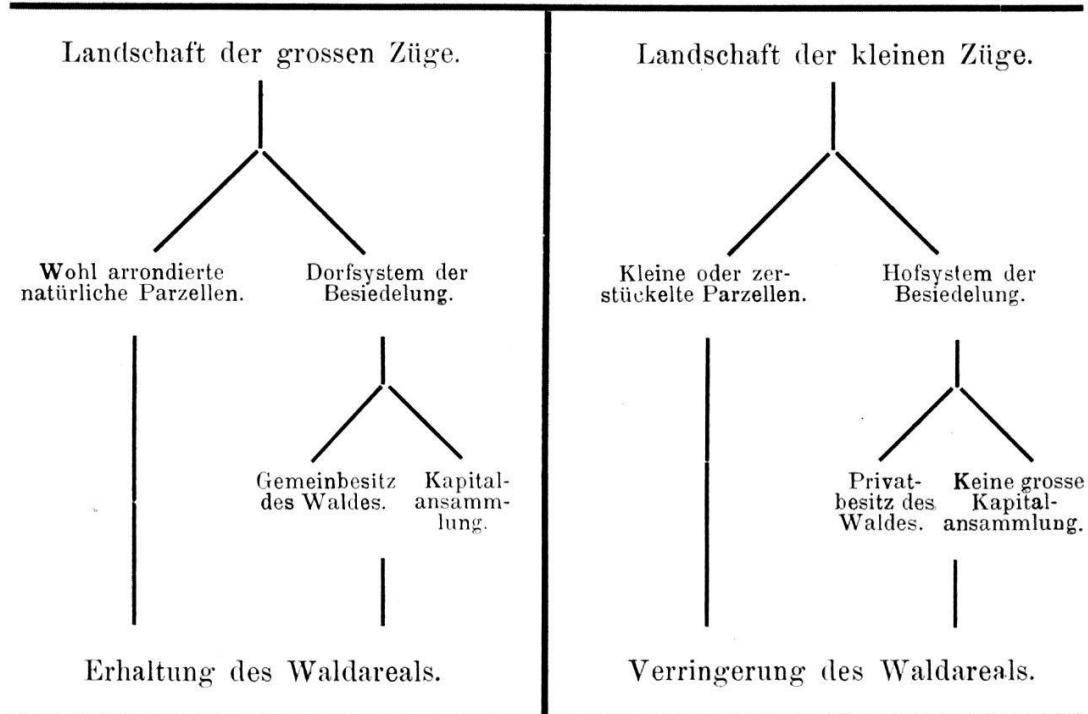 Landschaft der grossen Züge.
Wohl arrondierte
natürliche Parzellen.
Dorfsystem der
Besiedelung.
Gemeinbesitz
des Waldes.
Kapital-
ansamm-
lung.
Erhaltung des Waldareals.
Landschaft der kleinen Züge.
Kleine oder zer-
stückelte Parzellen.
Hofsystem der
Besiedelung.
Privat-
besitz des
Waldes.
Keine grosse
Kapital-
ansammlung.
Verringerung des Waldareals.